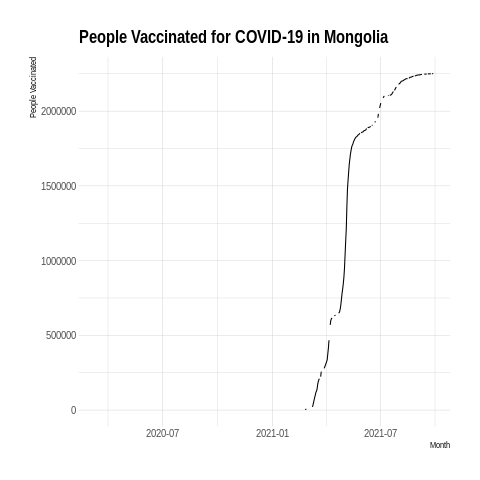 People Vaccinated for COVID-19 in Mongolia
People Vaccinated
2000000
1500000
1000000
500000
0
2020-07 2021-01 2021-07
Month